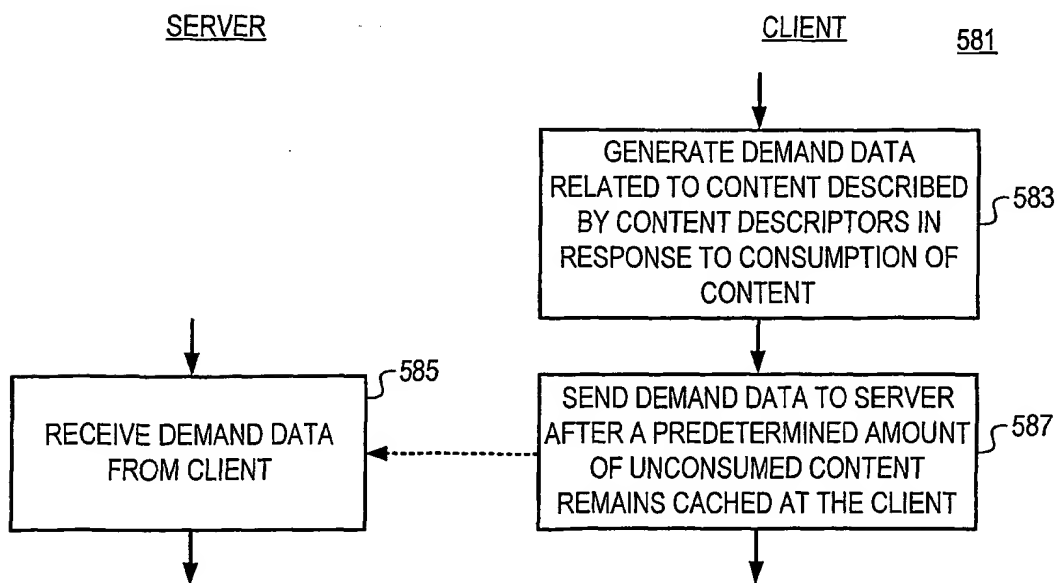 SERVER
CLIENT
581
GENERATE DEMAND DATA
RELATED TO CONTENT DESCRIBED
BY CONTENT DESCRIPTORS IN
RESPONSE TO CONSUMPTION OF
CONTENT
583
RECEIVE DEMAND DATA
FROM CLIENT
585
SEND DEMAND DATA TO SERVER
AFTER A PREDETERMINED AMOUNT
OF UNCONSUMED CONTENT
REMAINS CACHED AT THE CLIENT
587